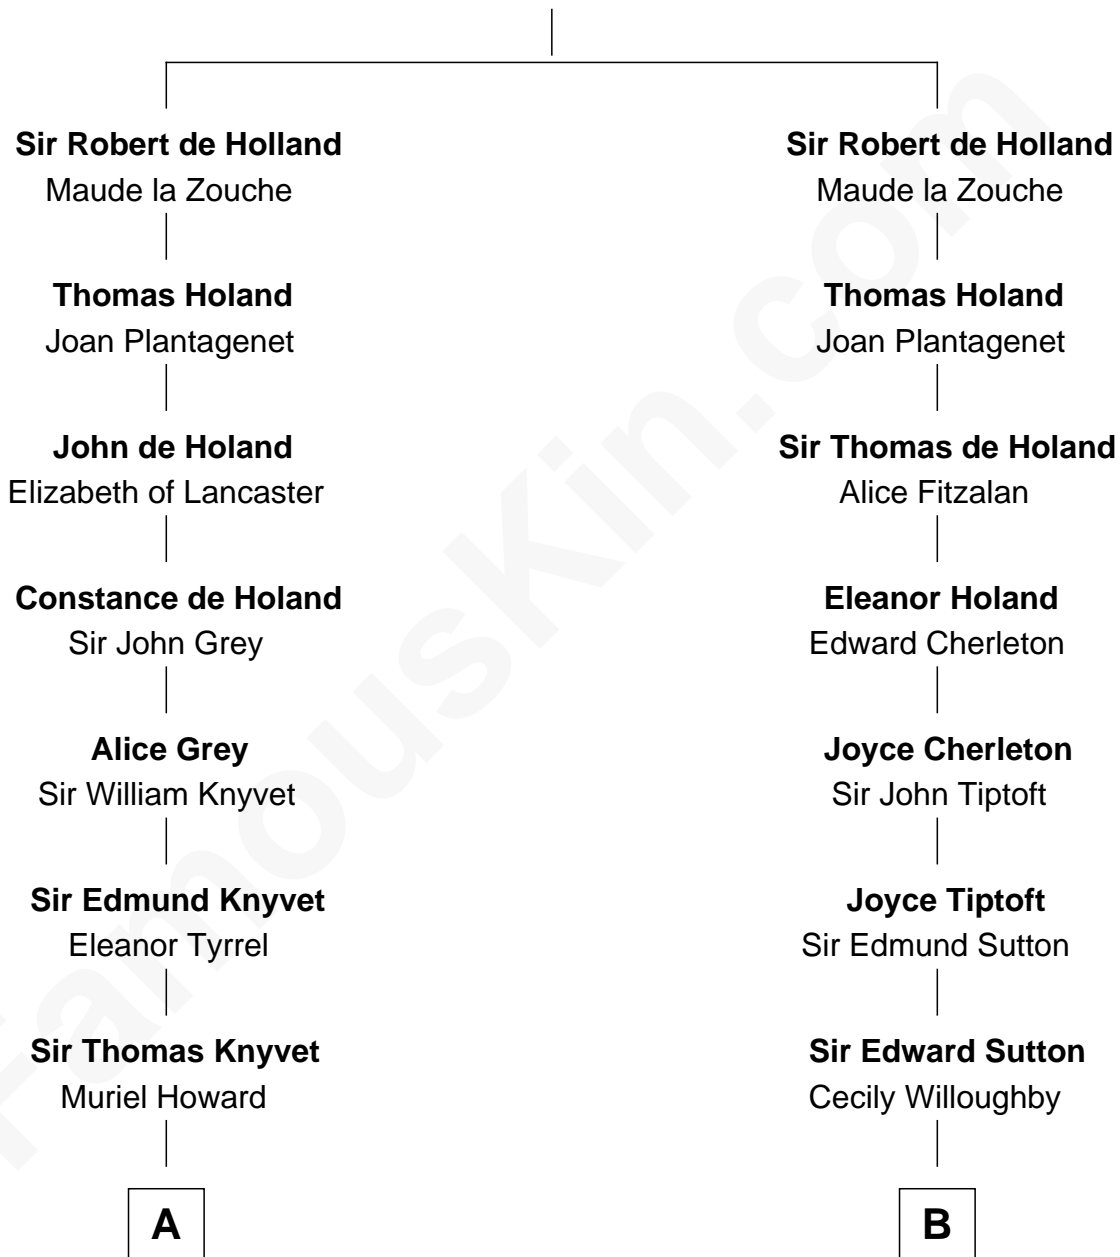 Sir Robert de Holland
Maude la Zouche
Thomas Holand
Joan Plantagenet
John de Holand
Elizabeth of Lancaster
Constance de Holand
Sir John Grey
Alice Grey
Sir William Knyvet
Sir Edmund Knyvet
Eleanor Tyrrel
Sir Thomas Knyvet
Muriel Howard
A
Sir Robert de Holland
Maude la Zouche
Thomas Holand
Joan Plantagenet
Sir Thomas de Holand
Alice Fitzalan
Eleanor Holand
Edward Cherleton
Joyce Cherleton
Sir John Tiptoft
Joyce Tiptoft
Sir Edmund Sutton
Sir Edward Sutton
Cecily Willoughby
B
FamousKin.com